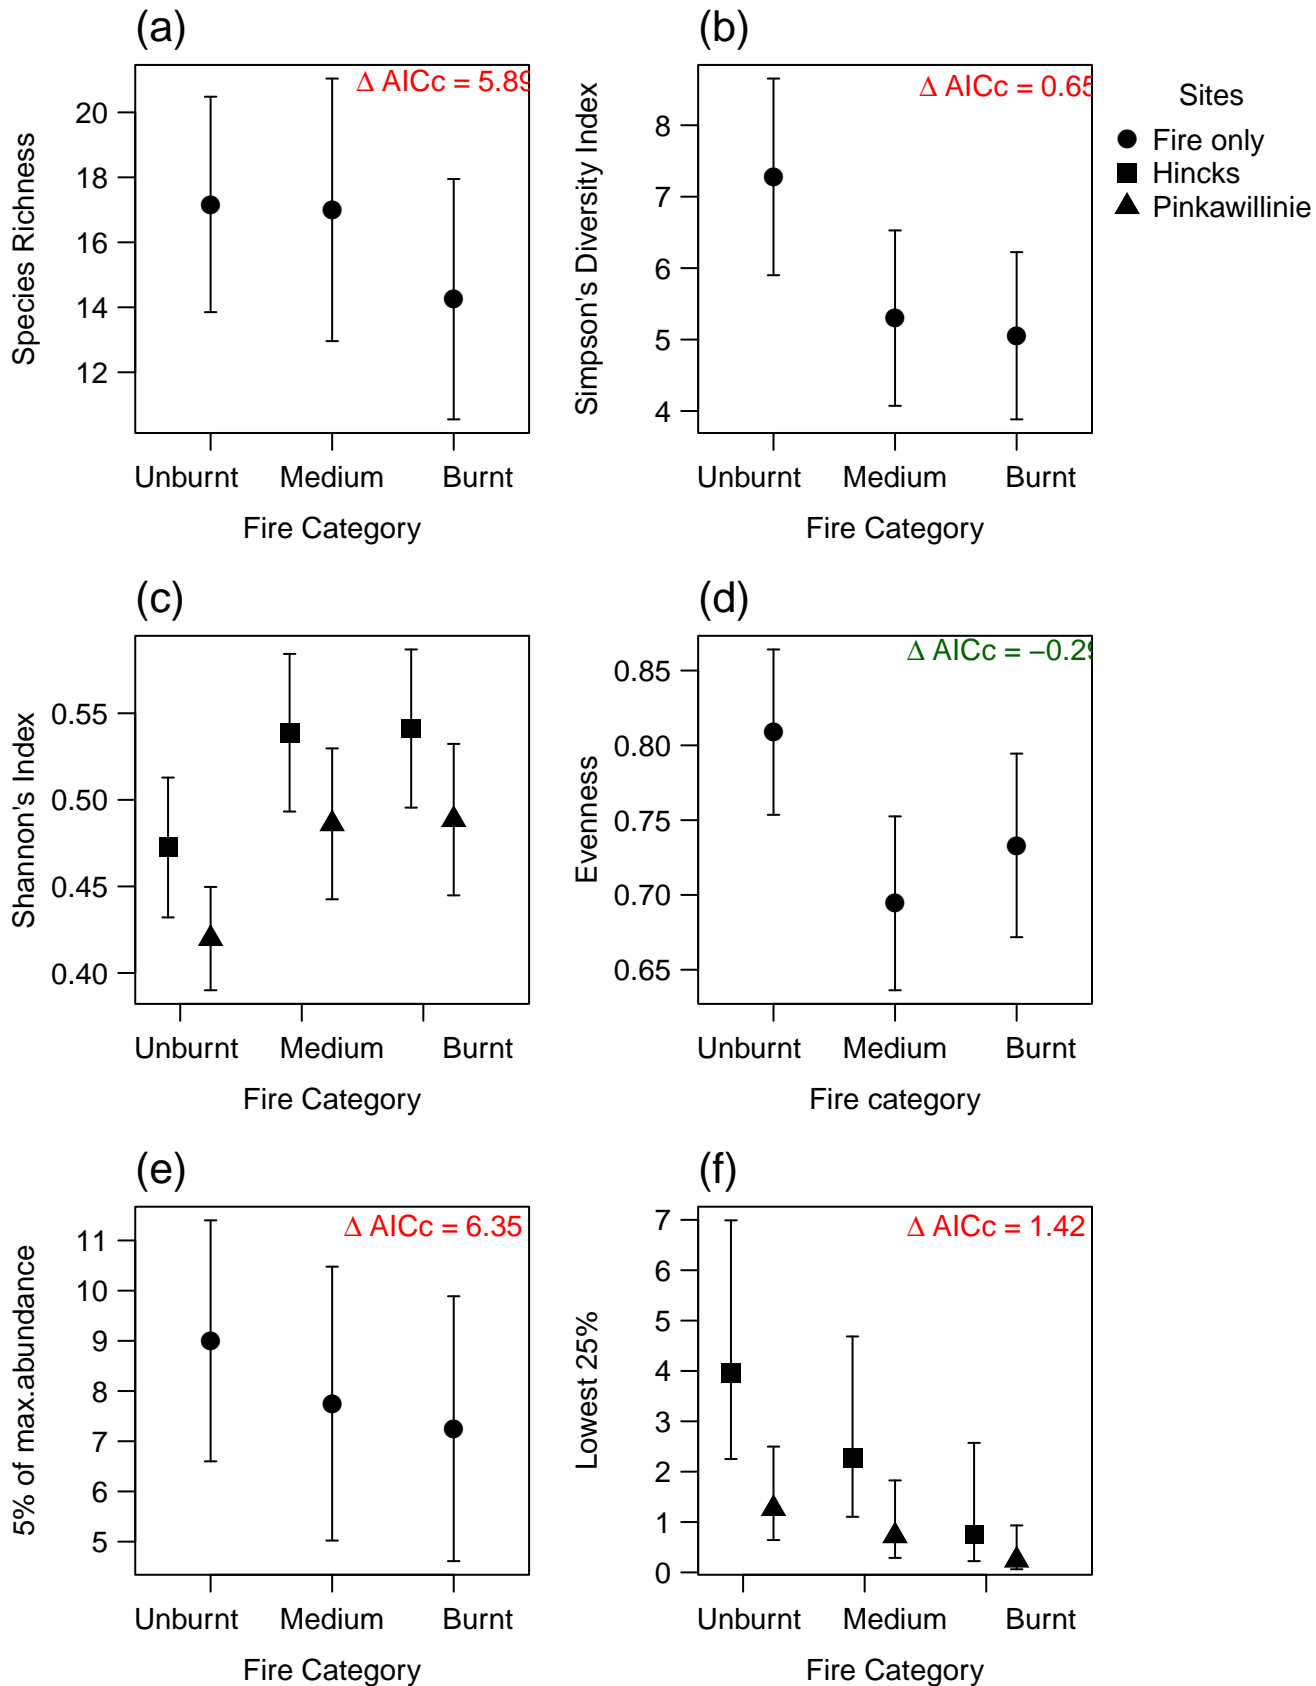 (a)
Δ AICc = 5.89
Species Richness
20
18
16
14
12
Unburnt Medium Burnt
Fire Category
(b)
Δ AICc = 0.65
Simpson's Diversity Index
8
7
6
5
4
Unburnt Medium Burnt
Fire Category
Sites
Fire only
Hincks
Pinkawillinie
(c)
Shannon's Index
0.55
0.50
0.45
0.40
Unburnt Medium Burnt
Fire Category
(d)
Δ AICc = −0.29
Evenness
0.85
0.80
0.75
0.70
0.65
Unburnt Medium Burnt
Fire category
(e)
Δ AICc = 6.35
5% of max.abundance
11
10
9
8
7
6
5
Unburnt Medium Burnt
Fire Category
(f)
Δ AICc = 1.42
Lowest 25%
7
6
5
4
3
2
1
0
Unburnt Medium Burnt
Fire Category